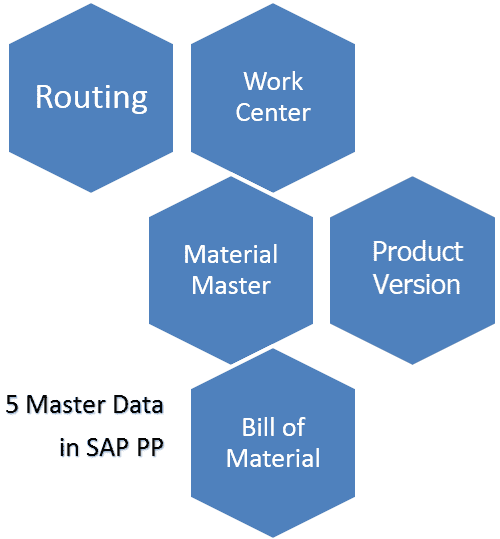 Routing
Work
Center
Material
Master
Product
Version
5 Master Data
in SAP PP
Bill of
Material